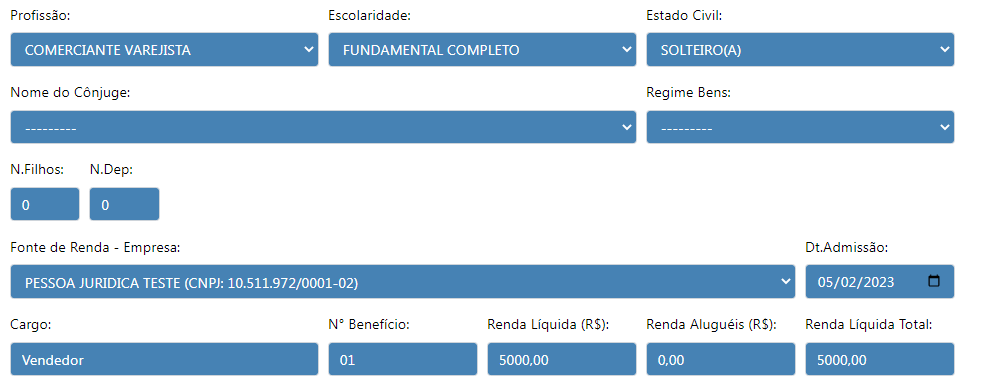 Profissão: Escolaridade: Estado Civil:
COMERCIANTE VAREJISTA FUNDAMENTAL COMPLETO SOLTEIRO(A)
Nome do Cônjuge: Regime Bens:
--------- ---------
N.Filhos: N.Dep:
0 0
Fonte de Renda - Empresa: Dt.Admissão:
PESSOA JURIDICA TESTE (CNPJ: 10.511.972/0001-02) 05/02/2023
Cargo: N° Benefício: Renda Líquida (R$): Renda Aluguéis (R$): Renda Líquida Total:
Vendedor 01 5000,00 0,00 5000,00